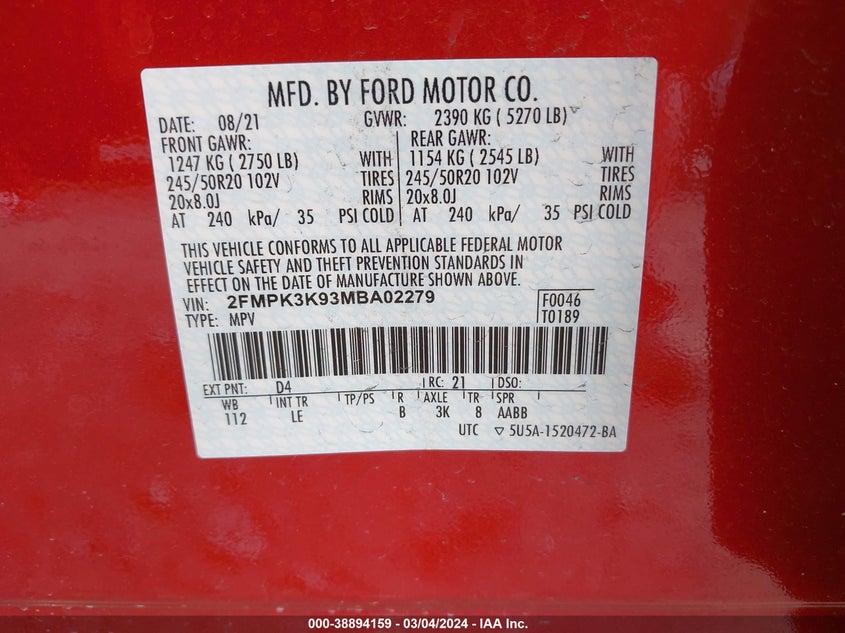 MFD. BY FORD MOTOR CO.
DATE: 08/21 GVWR: 2390 KG ( 5270 LB)
FRONT GAWR: REAR GAWR:
1247 KG ( 2750 LB) WITH 1154 KG ( 2545 LB) WITH
245/50R20 102V TIRES 245/50R20 102V TIRES
20x8.0J RIMS 20x8.0J RIMS
AT 240 kPa/ 35 PSI COLD AT 240 kPa/ 35 PSI COLD
THIS VEHICLE CONFORMS TO ALL APPLICABLE FEDERAL MOTOR
VEHICLE SAFETY AND THEFT PREVENTION STANDARDS IN
EFFECT ON THE DATE OF MANUFACTURE SHOWN ABOVE.
VIN: 2FMPK3K93MBA02279 F0046
TYPE: MPV T0189
EXT PNT: D4 RC: 21 DSO:
WB INT TR TP/PS R AXLE TR SPR
112 LE B 3K 8 AABB
UTC ▽ 5U5A-1520472-BA
000-38894159 - 03/04/2024 - IAA Inc.